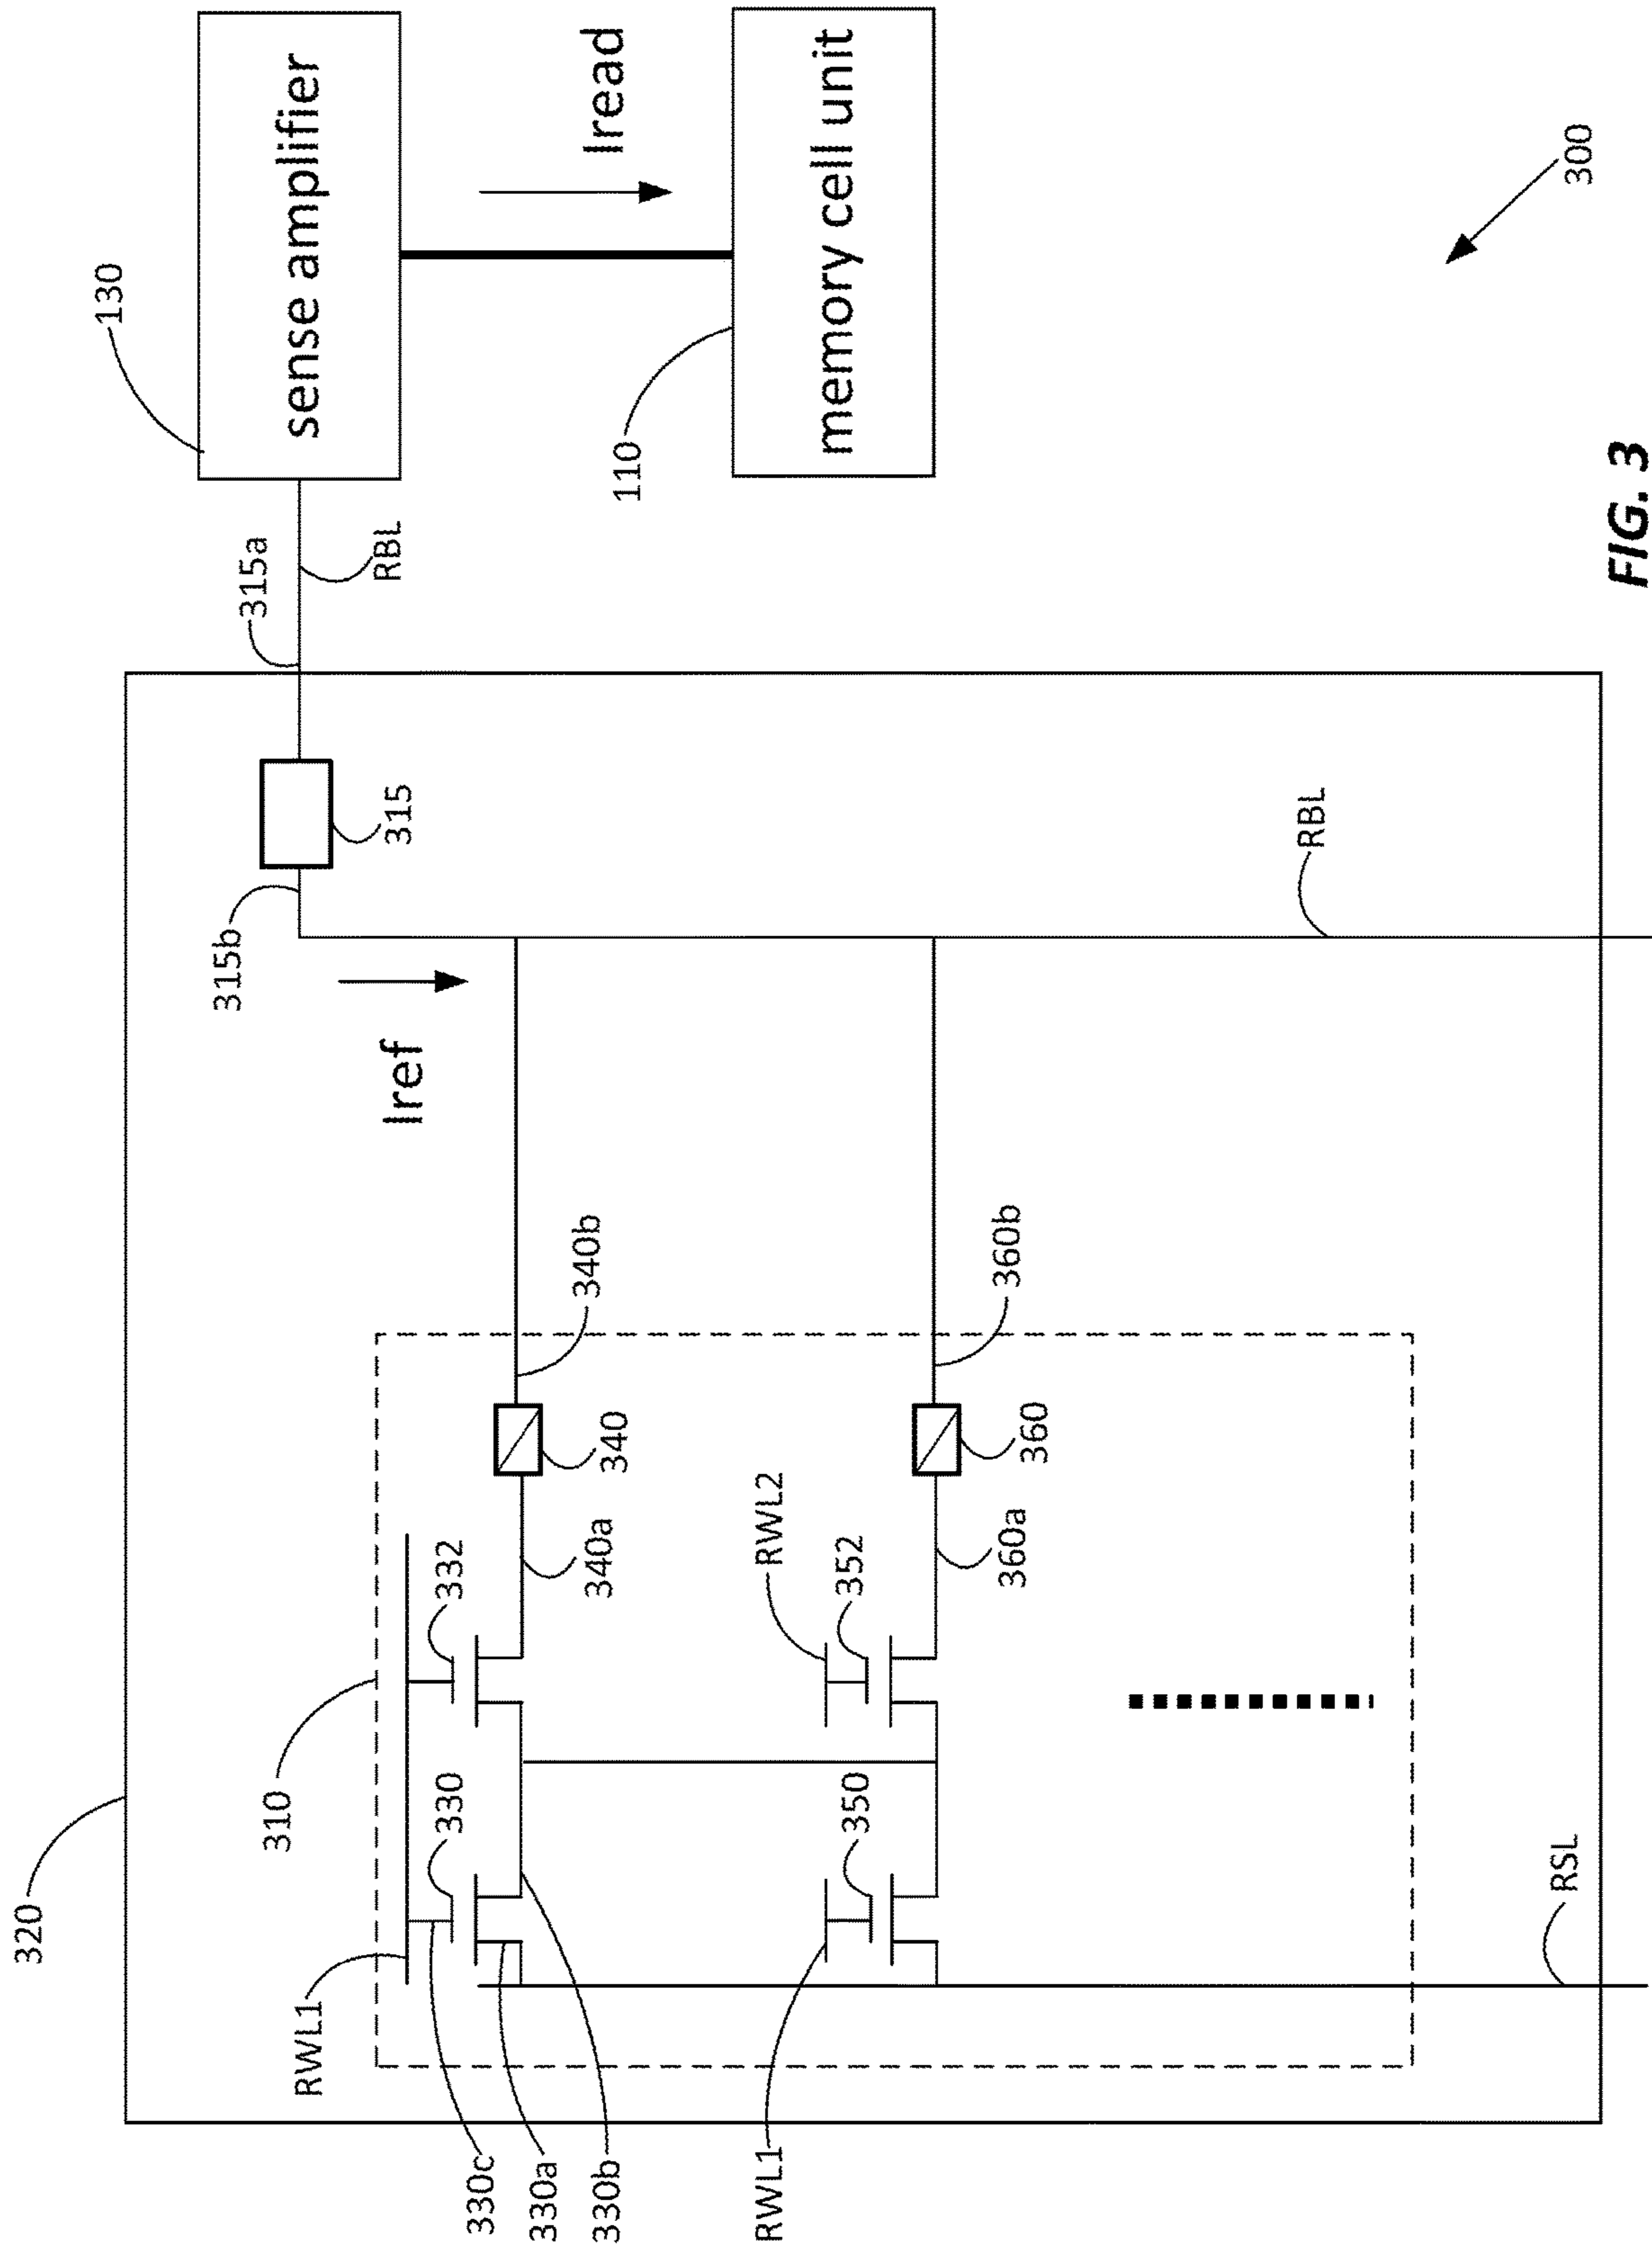 320
130
315b
315a
310
sense amplifier
RWL1
RBL
315
Iref
330
332
330c
330a
340a
340b
Iread
330b
340
110
RWL1
RWL2
memory cell unit
350
352
360a
360b
360
RBL
RSL
300
FIG. 3